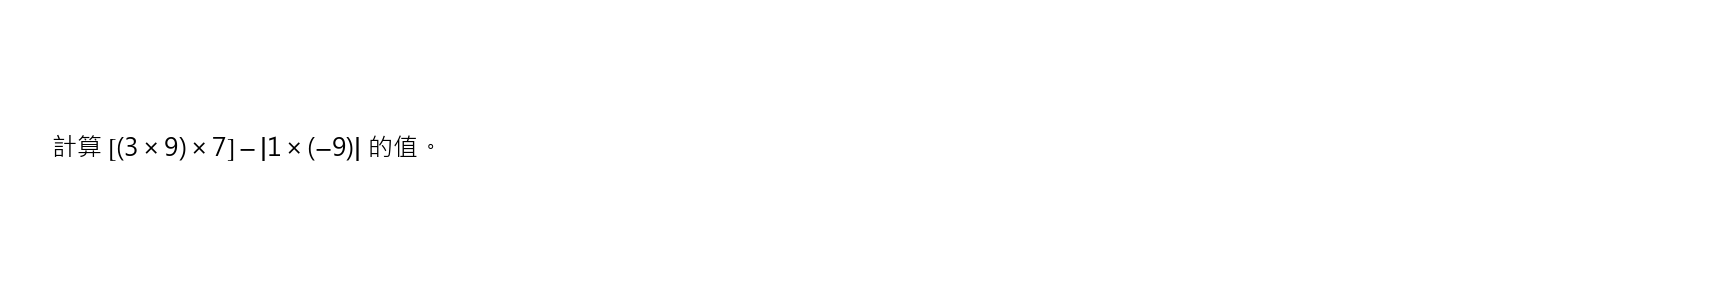 計算 [(3 × 9) × 7] – |1 × (–9)| 的值。